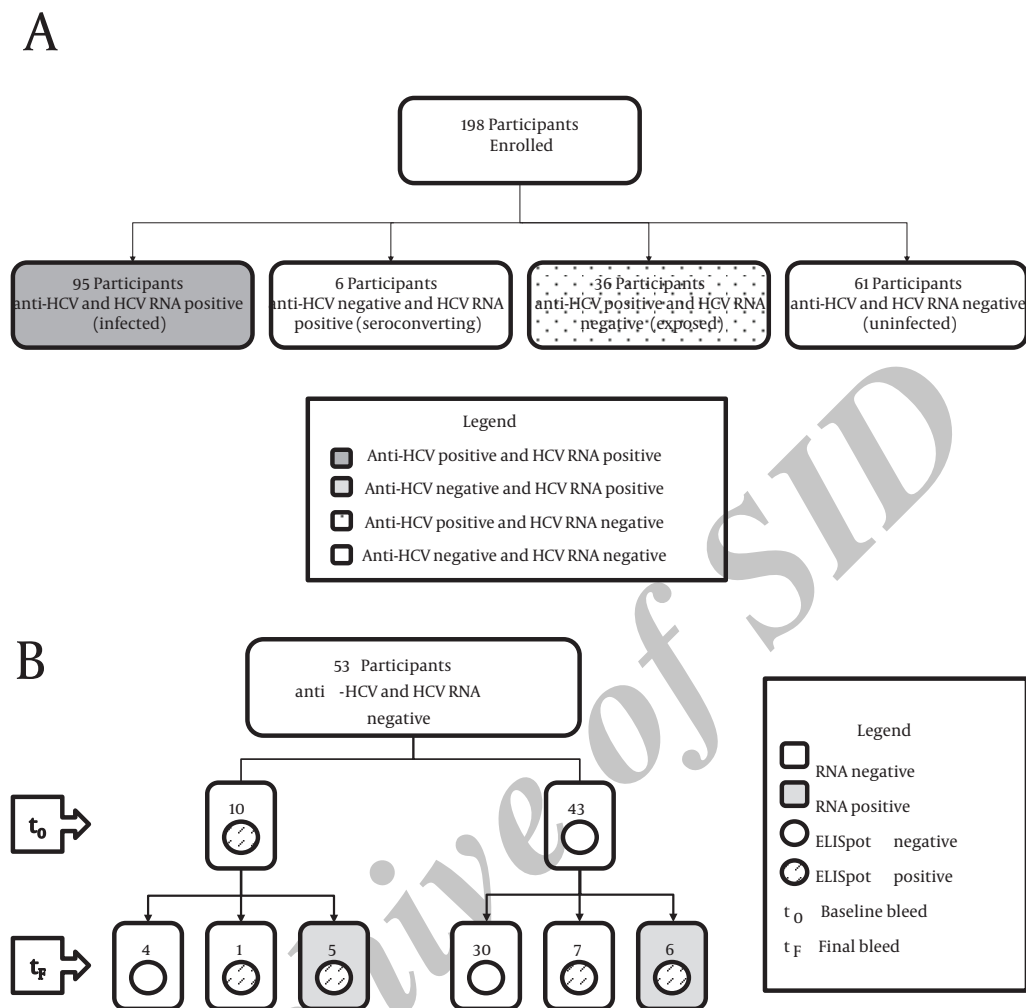 A
198 Participants
Enrolled
95 Participants
anti-HCV and HCV RNA positive
(infected)
6 Participants
anti-HCV negative and HCV RNA
positive (seroconverting)
36 Participants
anti-HCV positive and HCV RNA
negative (exposed)
61 Participants
anti-HCV and HCV RNA negative
(uninfected)
Legend
Anti-HCV positive and HCV RNA positive
Anti-HCV negative and HCV RNA positive
Anti-HCV positive and HCV RNA negative
Anti-HCV negative and HCV RNA negative
B
53 Participants
anti -HCV and HCV RNA
negative
t0
10
43
tF
4
1
5
30
7
6
Legend
RNA negative
RNA positive
ELISpot negative
ELISpot positive
t0 Baseline bleed
tF Final bleed
ive of SID